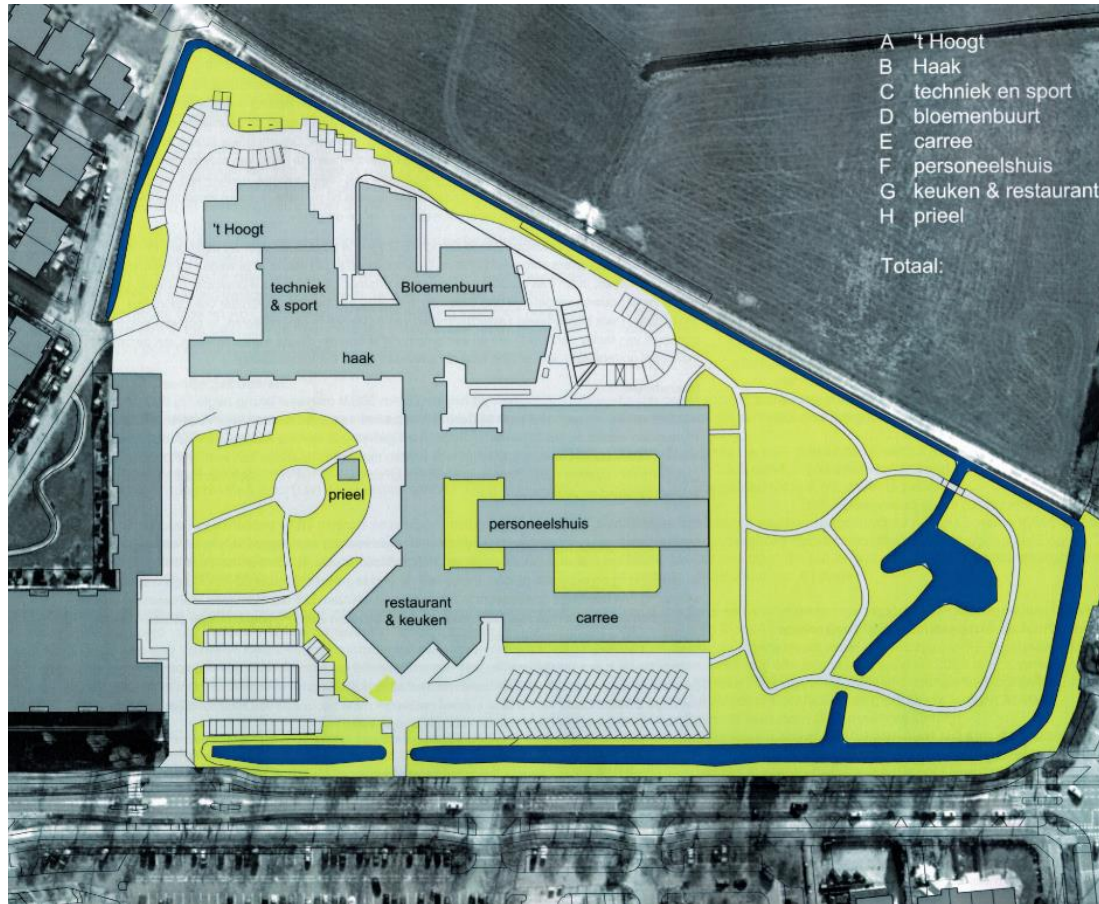 A 't Hoogt
B Haak
C techniek en sport
D bloemenbuurt
E carree
F personeelshuis
G keuken & restaurant
H prieel
Totaal:
't Hoogt
techniek
& sport
Bloemenbuurt
haak
prieel
personeelshuis
restaurant
& keuken
carree